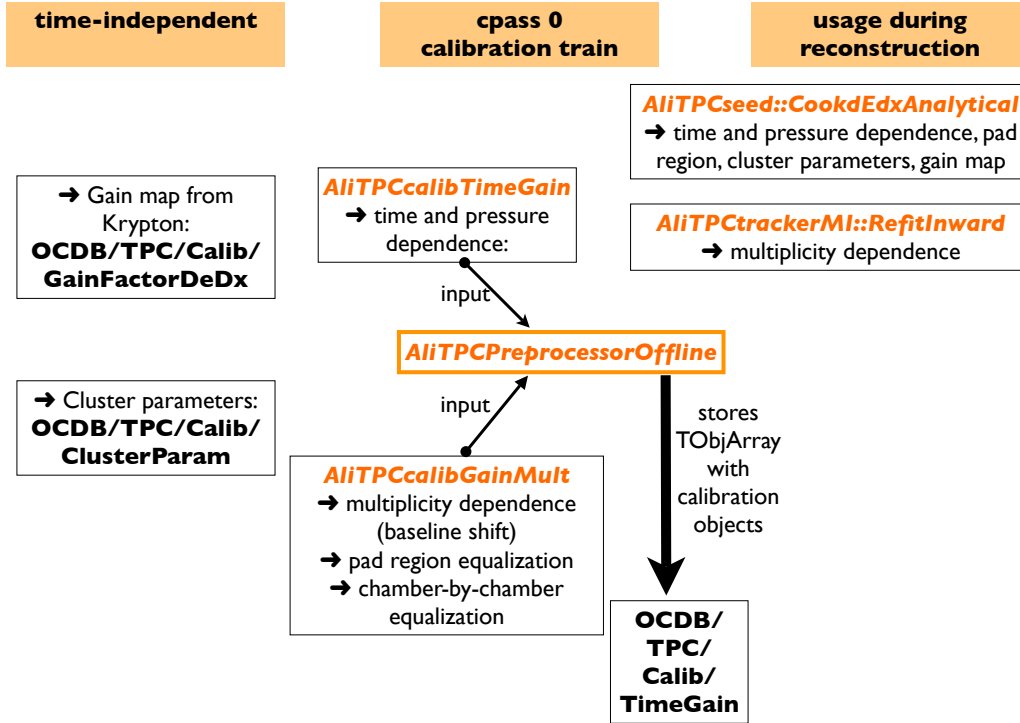 time-independent
cpass 0
calibration train
usage during
reconstruction
AliTPCseed::CookdEdxAnalytical
➔ time and pressure dependence, pad
region, cluster parameters, gain map
➔ Gain map from
Krypton:
OCDB/TPC/Calib/
GainFactorDeDx
AliTPCcalibTimeGain
➔ time and pressure
dependence:
AliTPCtrackerMI::RefitInward
➔ multiplicity dependence
input
AliTPCPreprocessorOffline
➔ Cluster parameters:
OCDB/TPC/Calib/
ClusterParam
input
stores
TObjArray
with
calibration
objects
AliTPCcalibGainMult
➔ multiplicity dependence
(baseline shift)
➔ pad region equalization
➔ chamber-by-chamber
equalization
OCDB/
TPC/
Calib/
TimeGain